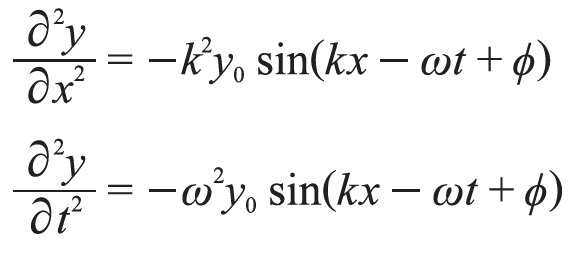 ∂²y/∂x² = −k²y₀ sin(kx − ωt + ϕ)
∂²y/∂t² = −ω²y₀ sin(kx − ωt + ϕ)